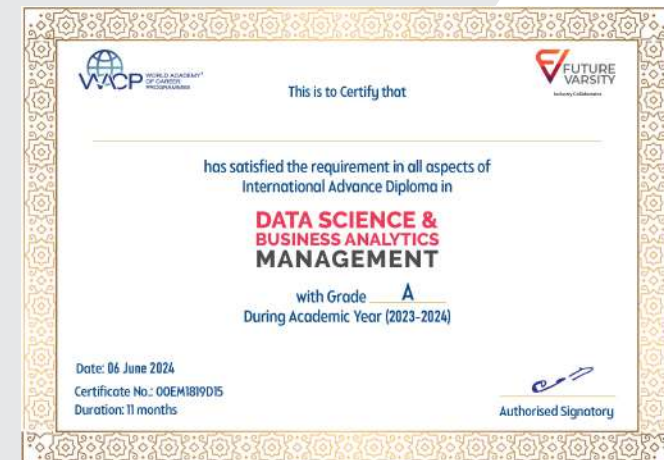 WACP WORLD ACADEMY
OF CAREER
PROGRAMMES
FUTURE
VARSITY
Industry Collaborator
This is to Certify that
has satisfied the requirement in all aspects of
International Advance Diploma in
DATA SCIENCE &
BUSINESS ANALYTICS
MANAGEMENT
with Grade A
During Academic Year (2023-2024)
Date: 06 June 2024
Certificate No.: 00EM1819D15
Duration: 11 months
Authorised Signatory